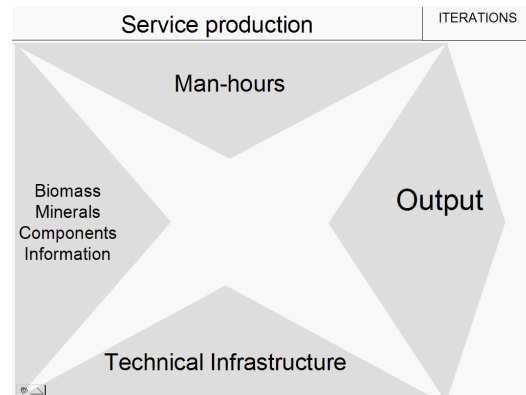 Service production
ITERATIONS
Man-hours
Biomass
Minerals
Components
Information
Output
Technical Infrastructure